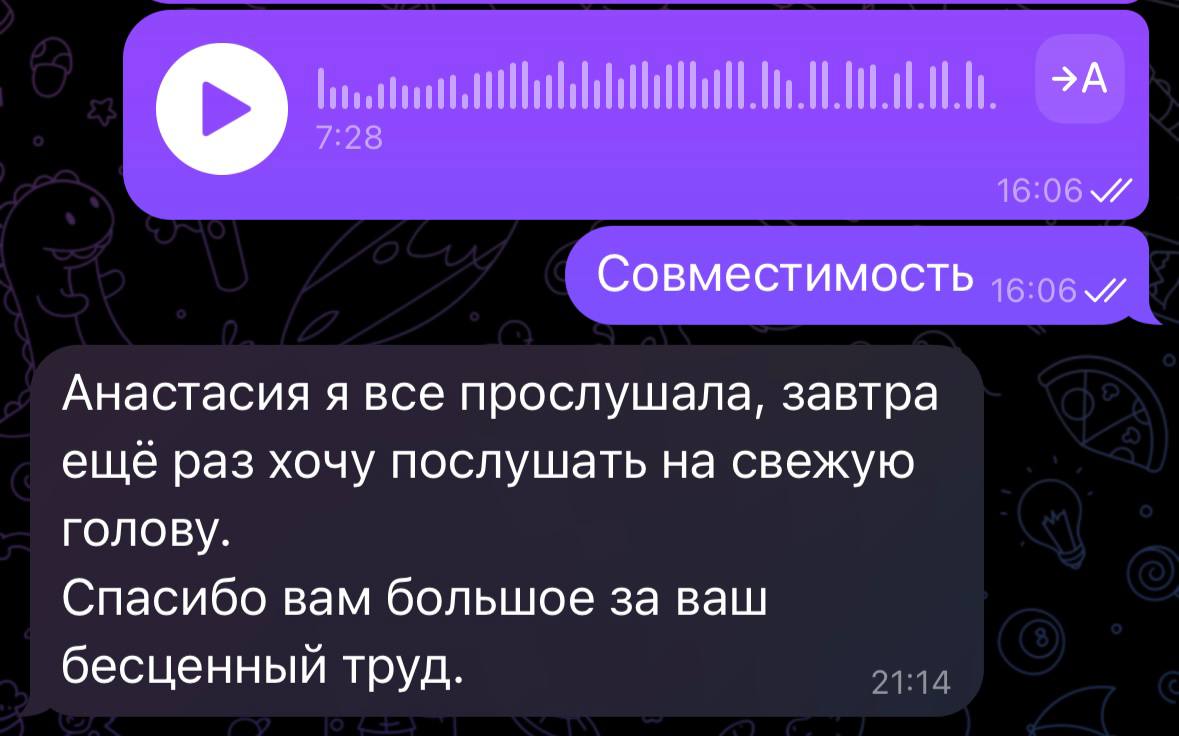 →A
7:28
16:06
Совместимость 16:06
Анастасия я все прослушала, завтра
ещё раз хочу послушать на свежую
голову.
Спасибо вам большое за ваш
бесценный труд.
21:14
8